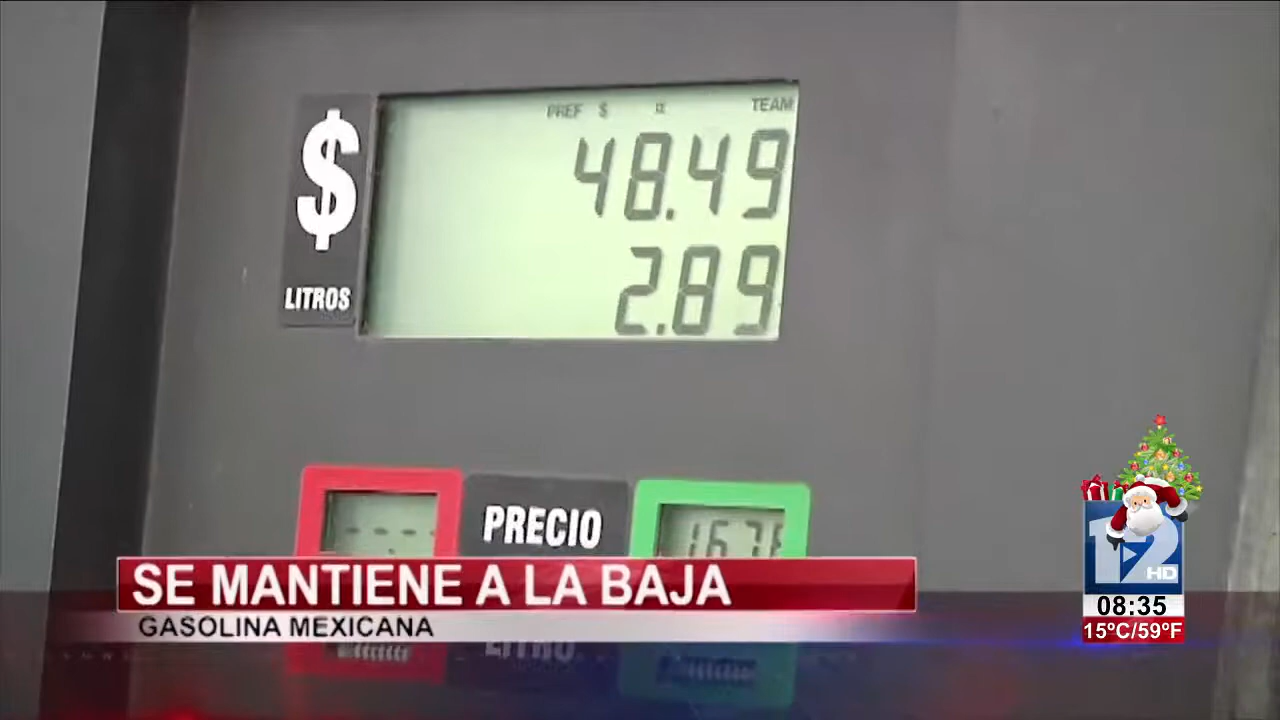 PREF $ TEAM
$ 48.49
LITROS 2.89
PRECIO
SE MANTIENE A LA BAJA
GASOLINA MEXICANA
LITRO
12
HD
08:35
15ºC/59ºF